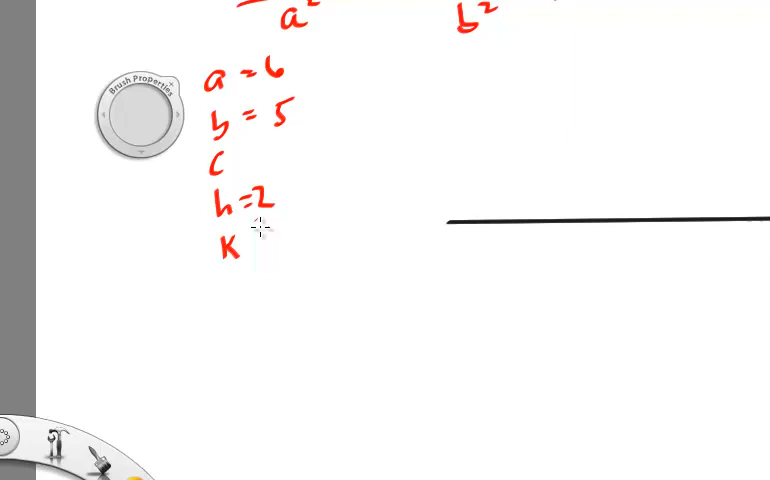 a² b²
Brush Properties
a = 6
b = 5
c
h = 2
K